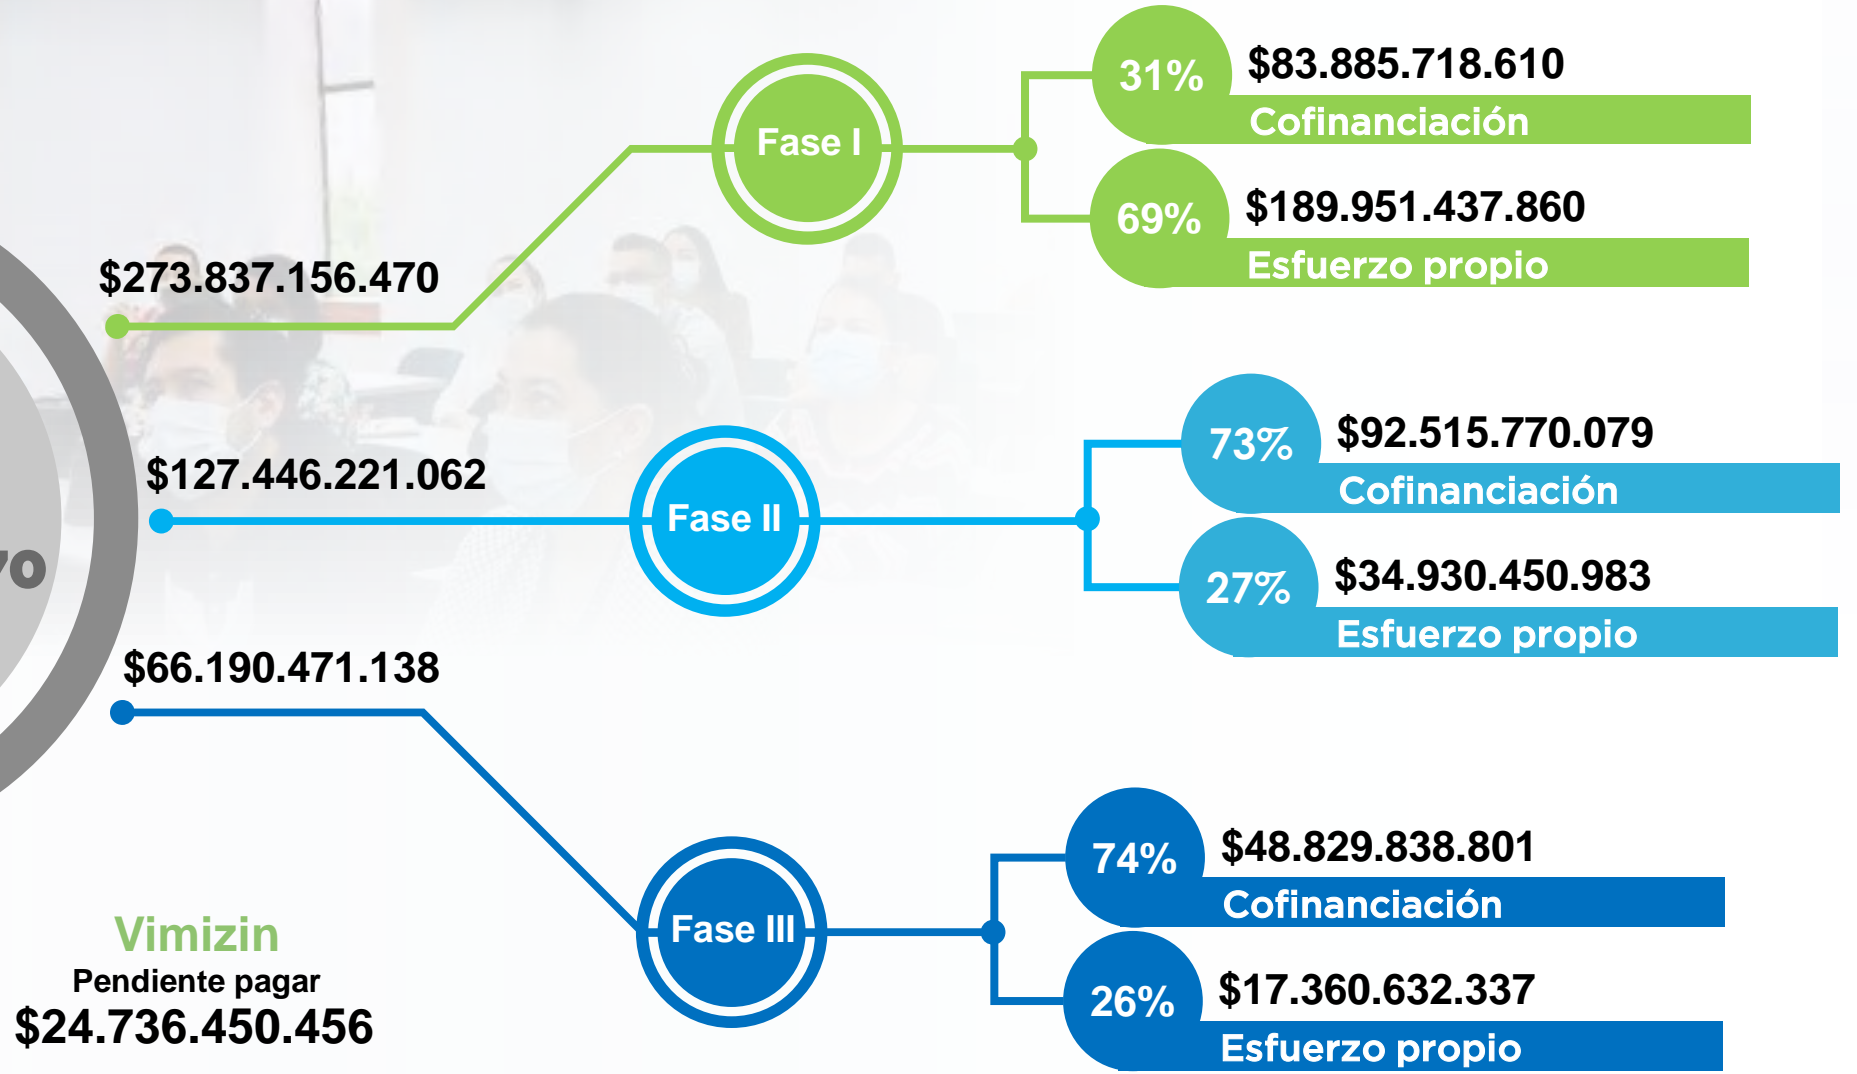 $273.837.156.470
Fase I
31%
$83.885.718.610
Cofinanciación
69%
$189.951.437.860
Esfuerzo propio
$127.446.221.062
Fase II
73%
$92.515.770.079
Cofinanciación
27%
$34.930.450.983
Esfuerzo propio
$66.190.471.138
Fase III
74%
$48.829.838.801
Cofinanciación
26%
$17.360.632.337
Esfuerzo propio
Vimizin
Pendiente pagar
$24.736.450.456